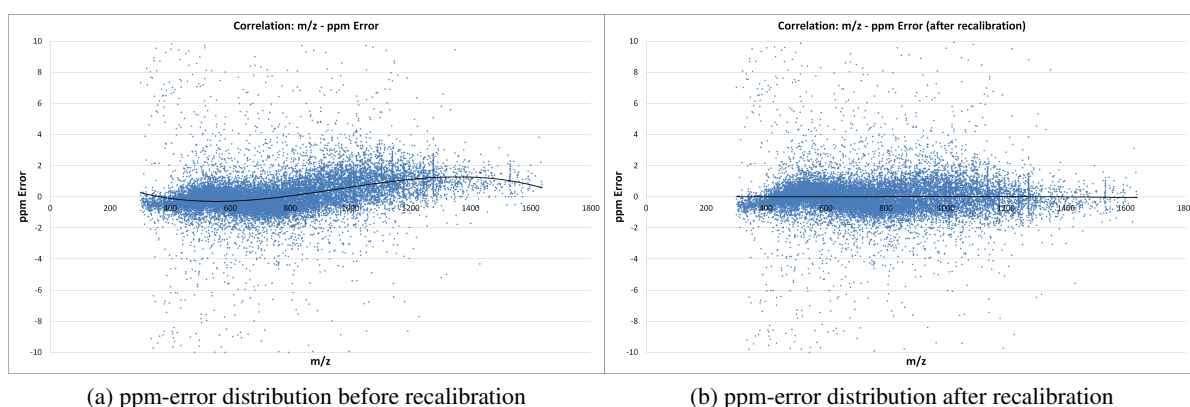 Correlation: m/z - ppm Error
10
8
6
4
2
0
-2
-4
-6
-8
-10
0 200 400 600 800 1000 1200 1400 1600 1800
ppm Error
m/z
(a) ppm-error distribution before recalibration
Correlation: m/z - ppm Error (after recalibration)
10
8
6
4
2
0
-2
-4
-6
-8
-10
0 200 400 600 800 1000 1200 1400 1600 180
ppm Error
m/z
(b) ppm-error distribution after recalibration